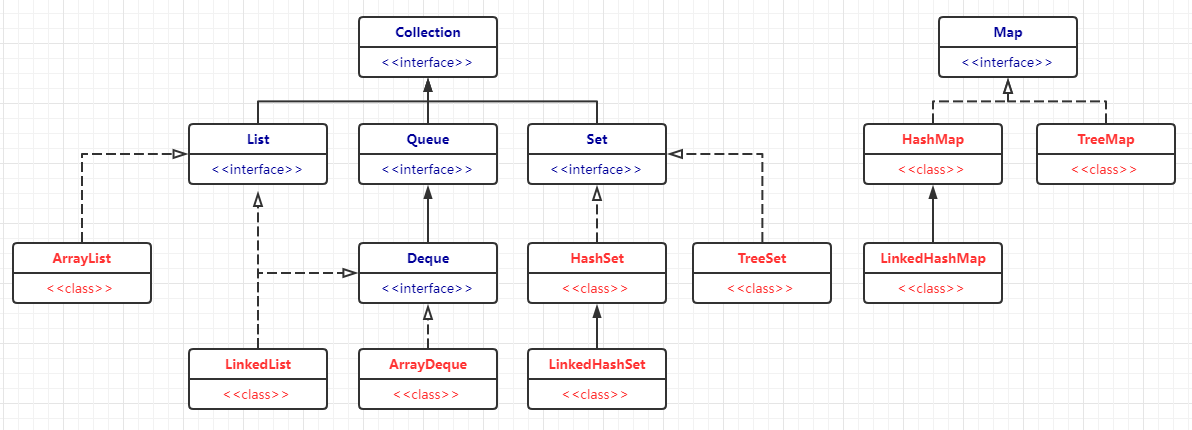 Collection
<<interface>>
Map
<<interface>>
List
<<interface>>
Queue
<<interface>>
Set
<<interface>>
HashMap
<<class>>
TreeMap
<<class>>
ArrayList
<<class>>
Deque
<<interface>>
HashSet
<<class>>
TreeSet
<<class>>
LinkedHashMap
<<class>>
LinkedList
<<class>>
ArrayDeque
<<class>>
LinkedHashSet
<<class>>